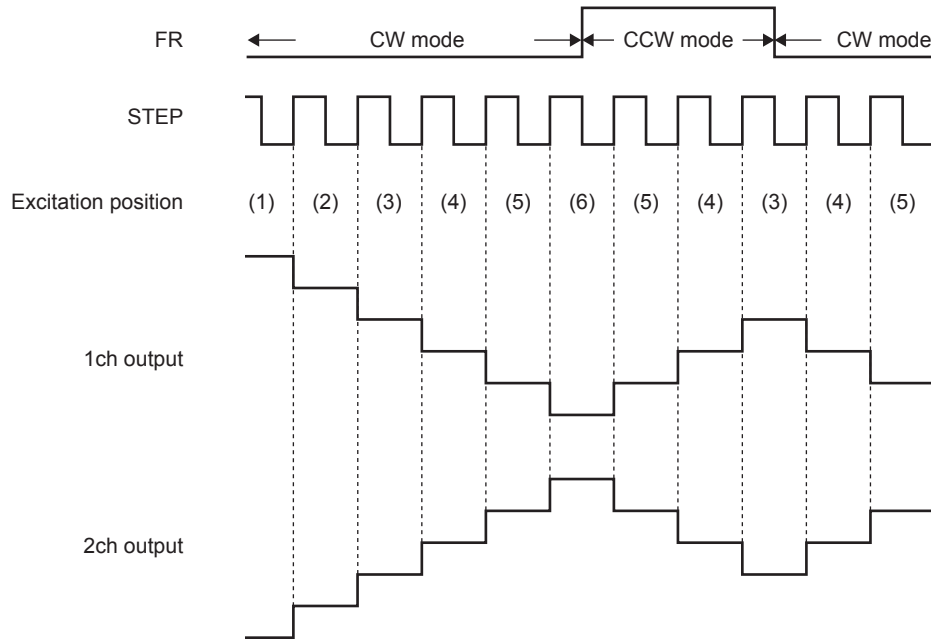 FR
CW mode
CCW mode
CW mode
STEP
Excitation position
(1) (2) (3) (4) (5) (6) (5) (4) (3) (4) (5)
1ch output
2ch output